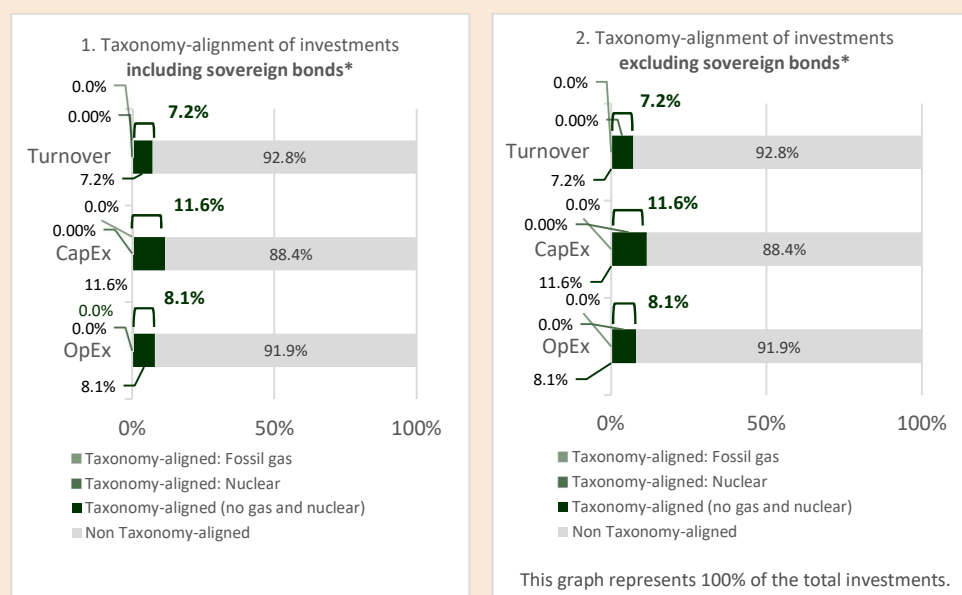 1. Taxonomy-alignment of investments
including sovereign bonds*
0.0%
0.00%
7.2%
Turnover
92.8%
7.2%
0.0%
11.6%
0.00%
CapEx
88.4%
11.6%
0.0%
8.1%
0.0%
OpEx
91.9%
8.1%
0%
50%
100%
Taxonomy-aligned: Fossil gas
Taxonomy-aligned: Nuclear
Taxonomy-aligned (no gas and nuclear)
Non Taxonomy-aligned
2. Taxonomy-alignment of investments
excluding sovereign bonds*
0.0%
7.2%
0.00%
Turnover
92.8%
7.2%
0.0%
11.6%
0.00%
CapEx
88.4%
11.6%
0.0%
8.1%
0.0%
OpEx
91.9%
8.1%
0%
50%
100%
Taxonomy-aligned: Fossil gas
Taxonomy-aligned: Nuclear
Taxonomy-aligned (no gas and nuclear)
Non Taxonomy-aligned
This graph represents 100% of the total investments.